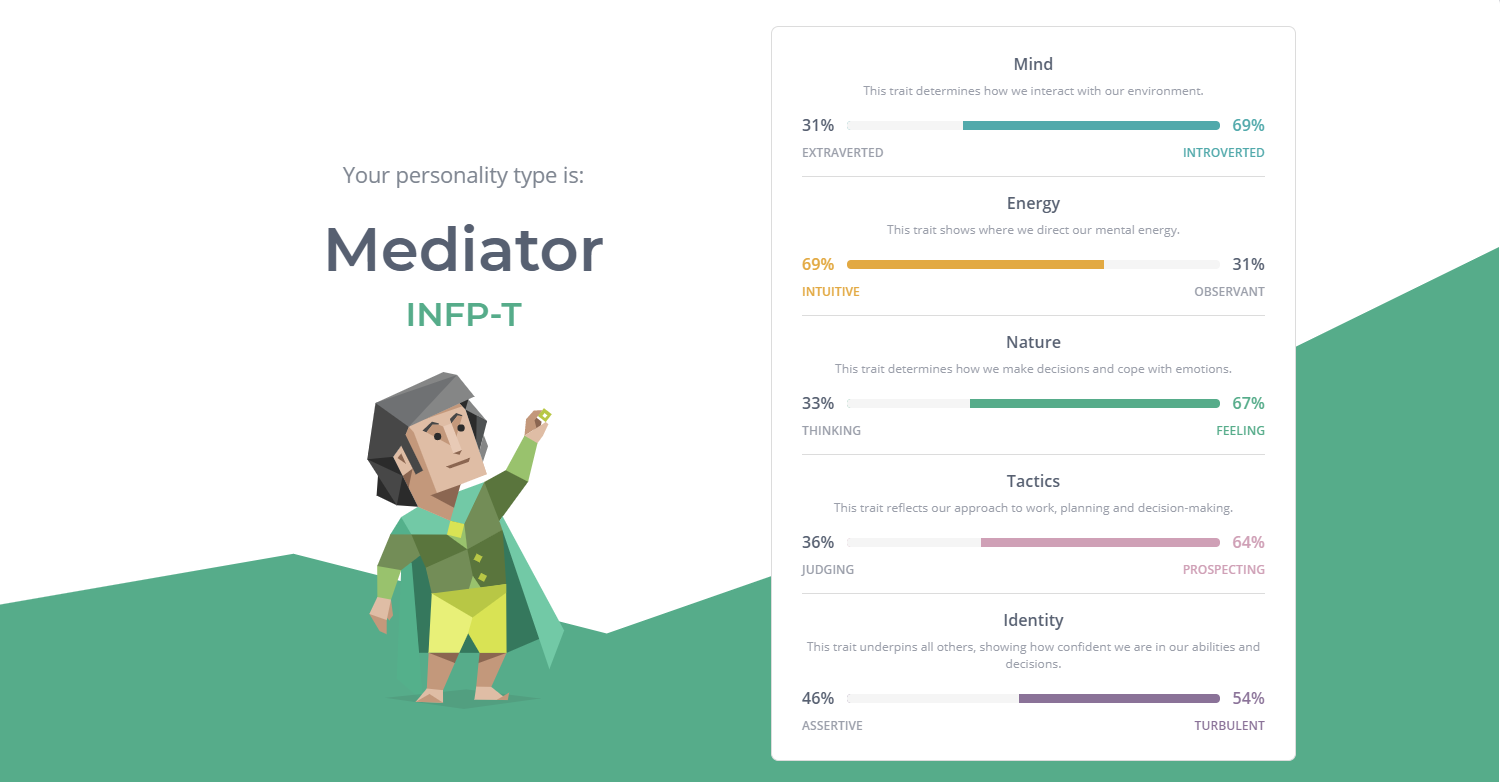 Your personality type is:
Mediator
INFP-T
Mind
This trait determines how we interact with our environment.
31% 69%
EXTRAVERTED INTROVERTED
Energy
This trait shows where we direct our mental energy.
69% 31%
INTUITIVE OBSERVANT
Nature
This trait determines how we make decisions and cope with emotions.
33% 67%
THINKING FEELING
Tactics
This trait reflects our approach to work, planning and decision-making.
36% 64%
JUDGING PROSPECTING
Identity
This trait underpins all others, showing how confident we are in our abilities and
decisions.
46% 54%
ASSERTIVE TURBULENT